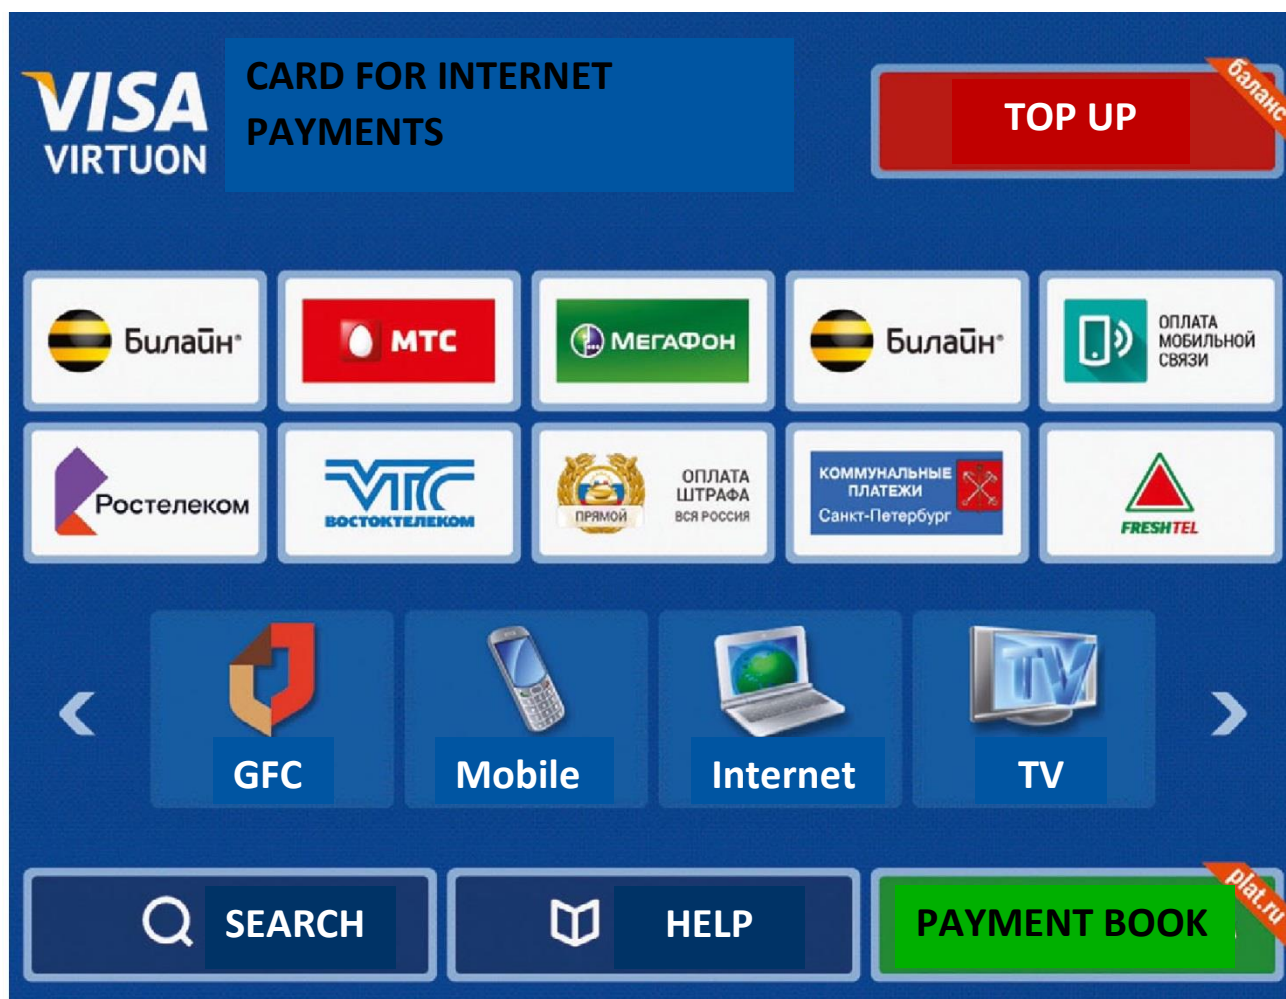 VISA
VIRTUON
CARD FOR INTERNET
PAYMENTS
TOP UP
баланс
Билайн
МТС
МЕГАФОН
Билайн
ОПЛАТА
МОБИЛЬНОЙ
СВЯЗИ
Ростелеком
VTC
ВОСТОКТЕЛЕКОМ
ПРЯМОЙ
ОПЛАТА
ШТРАФА
ВСЯ РОССИЯ
КОММУНАЛЬНЫЕ
ПЛАТЕЖИ
Санкт-Петербург
FRESHTEL
GFC
Mobile
Internet
TV
TV
SEARCH
HELP
PAYMENT BOOK
plat.ru